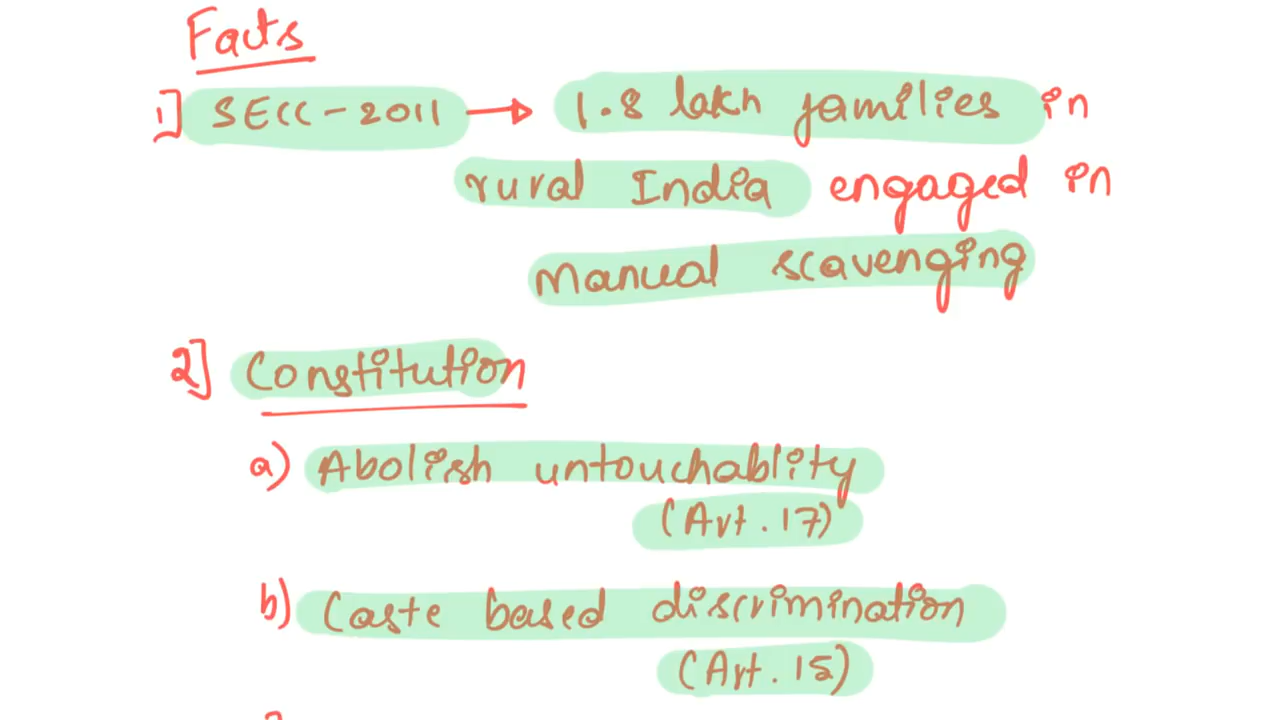 Facts
1] SECC - 2011 → 1.8 lakh families in
rural India engaged in
Manual scavenging
2] Constitution
a) Abolish untouchablity
(Art. 17)
b) Caste based discrimination
(Art. 15)